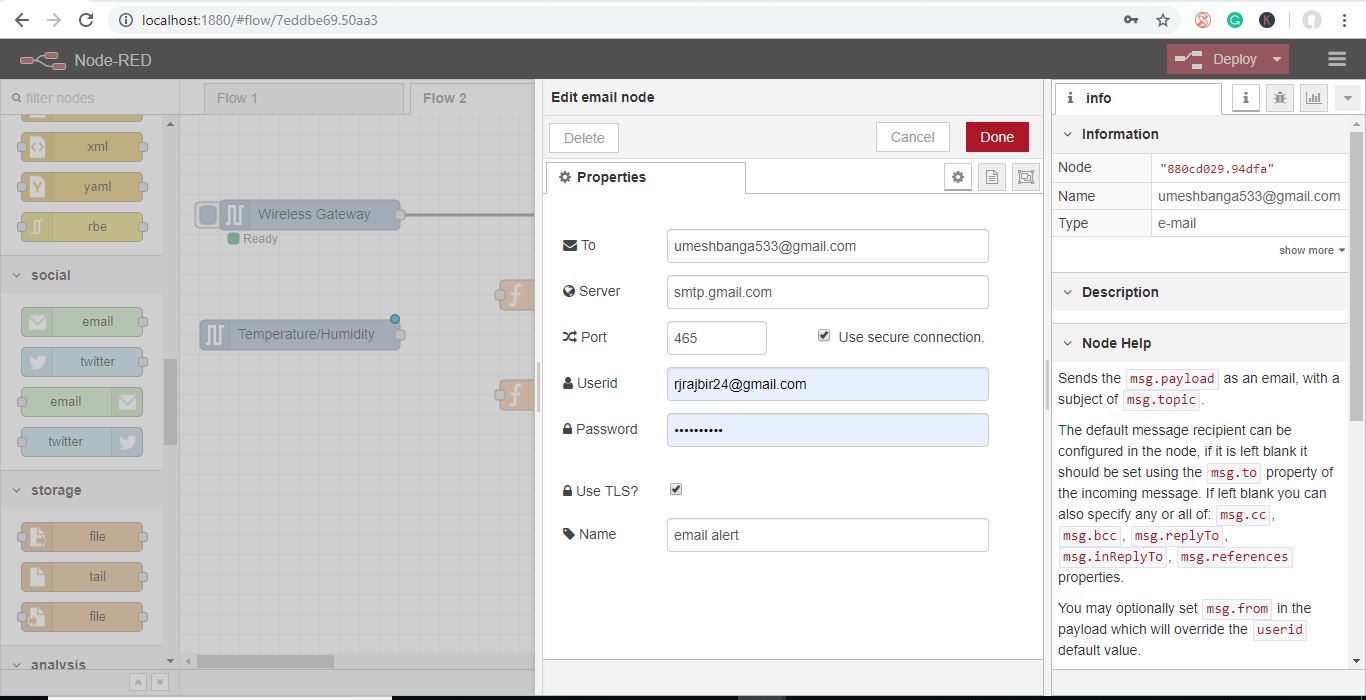 localhost:1880/#flow/7eddbe69.50aa3
Node-RED
Deploy
filter nodes
xml
yaml
rbe
social
email
twitter
email
twitter
storage
file
tail
file
analysis
Flow 1
Flow 2
Wireless Gateway
Ready
Temperature/Humidity
Edit email node
Delete
Cancel
Done
Properties
To
umeshbanga533@gmail.com
Server
smtp.gmail.com
Port
465
Use secure connection.
Userid
rjrajbir24@gmail.com
Password
••••••••••
Use TLS?
Name
email alert
info
Information
Node "880cd029.94dfa"
Name umeshbanga533@gmail.com
Type e-mail
show more
Description
Node Help
Sends the msg.payload as an email, with a
subject of msg.topic.
The default message recipient can be
configured in the node, if it is left blank it
should be set using the msg.to property of
the incoming message. If left blank you can
also specify any or all of: msg.cc,
msg.bcc, msg.replyTo,
msg.inReplyTo, msg.references
properties.
You may optionally set msg.from in the
payload which will override the userid
default value.